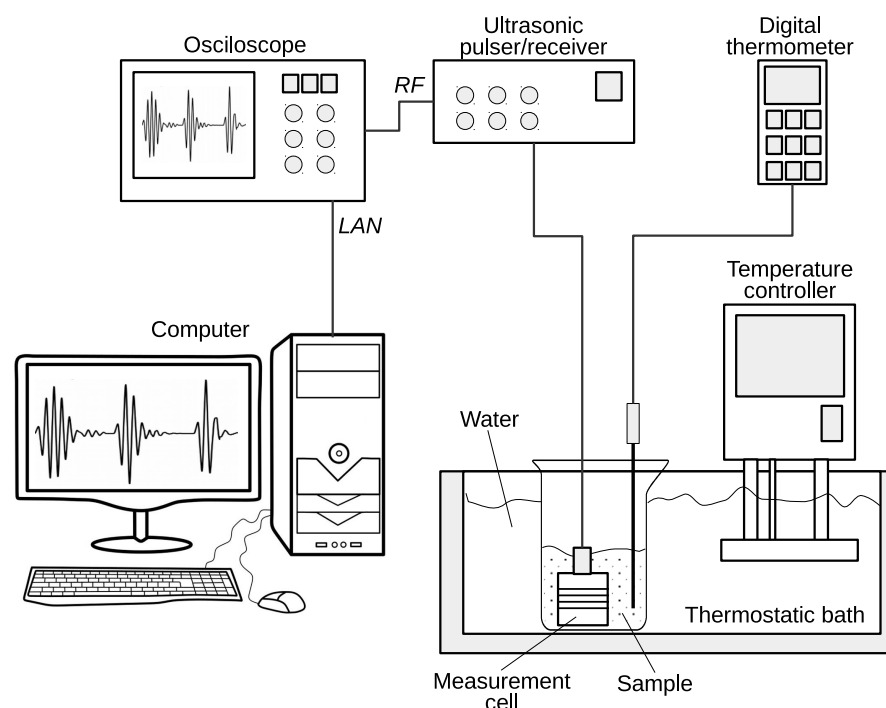 Osciloscope
Ultrasonic
pulser/receiver
Digital
thermometer
RF
LAN
Temperature
controller
Computer
Water
Thermostatic bath
Measurement
cell
Sample